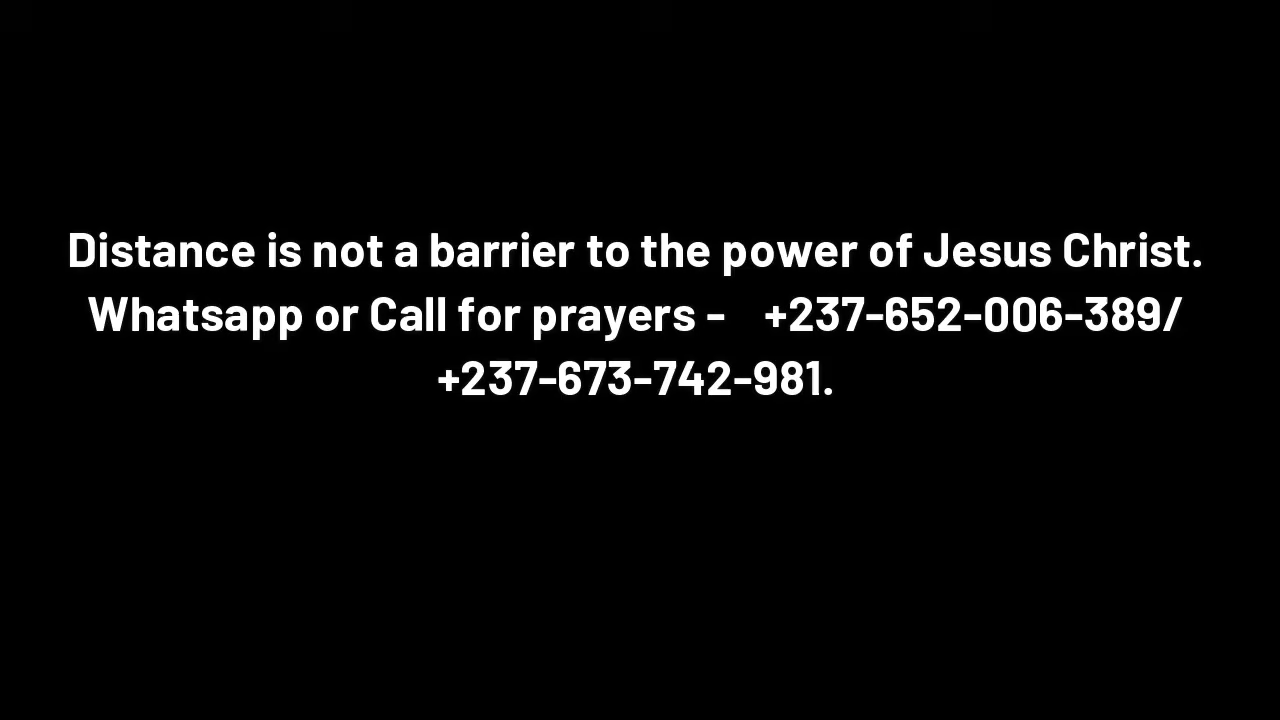 Distance is not a barrier to the power of Jesus Christ.
Whatsapp or Call for prayers - +237-652-006-389/
+237-673-742-981.